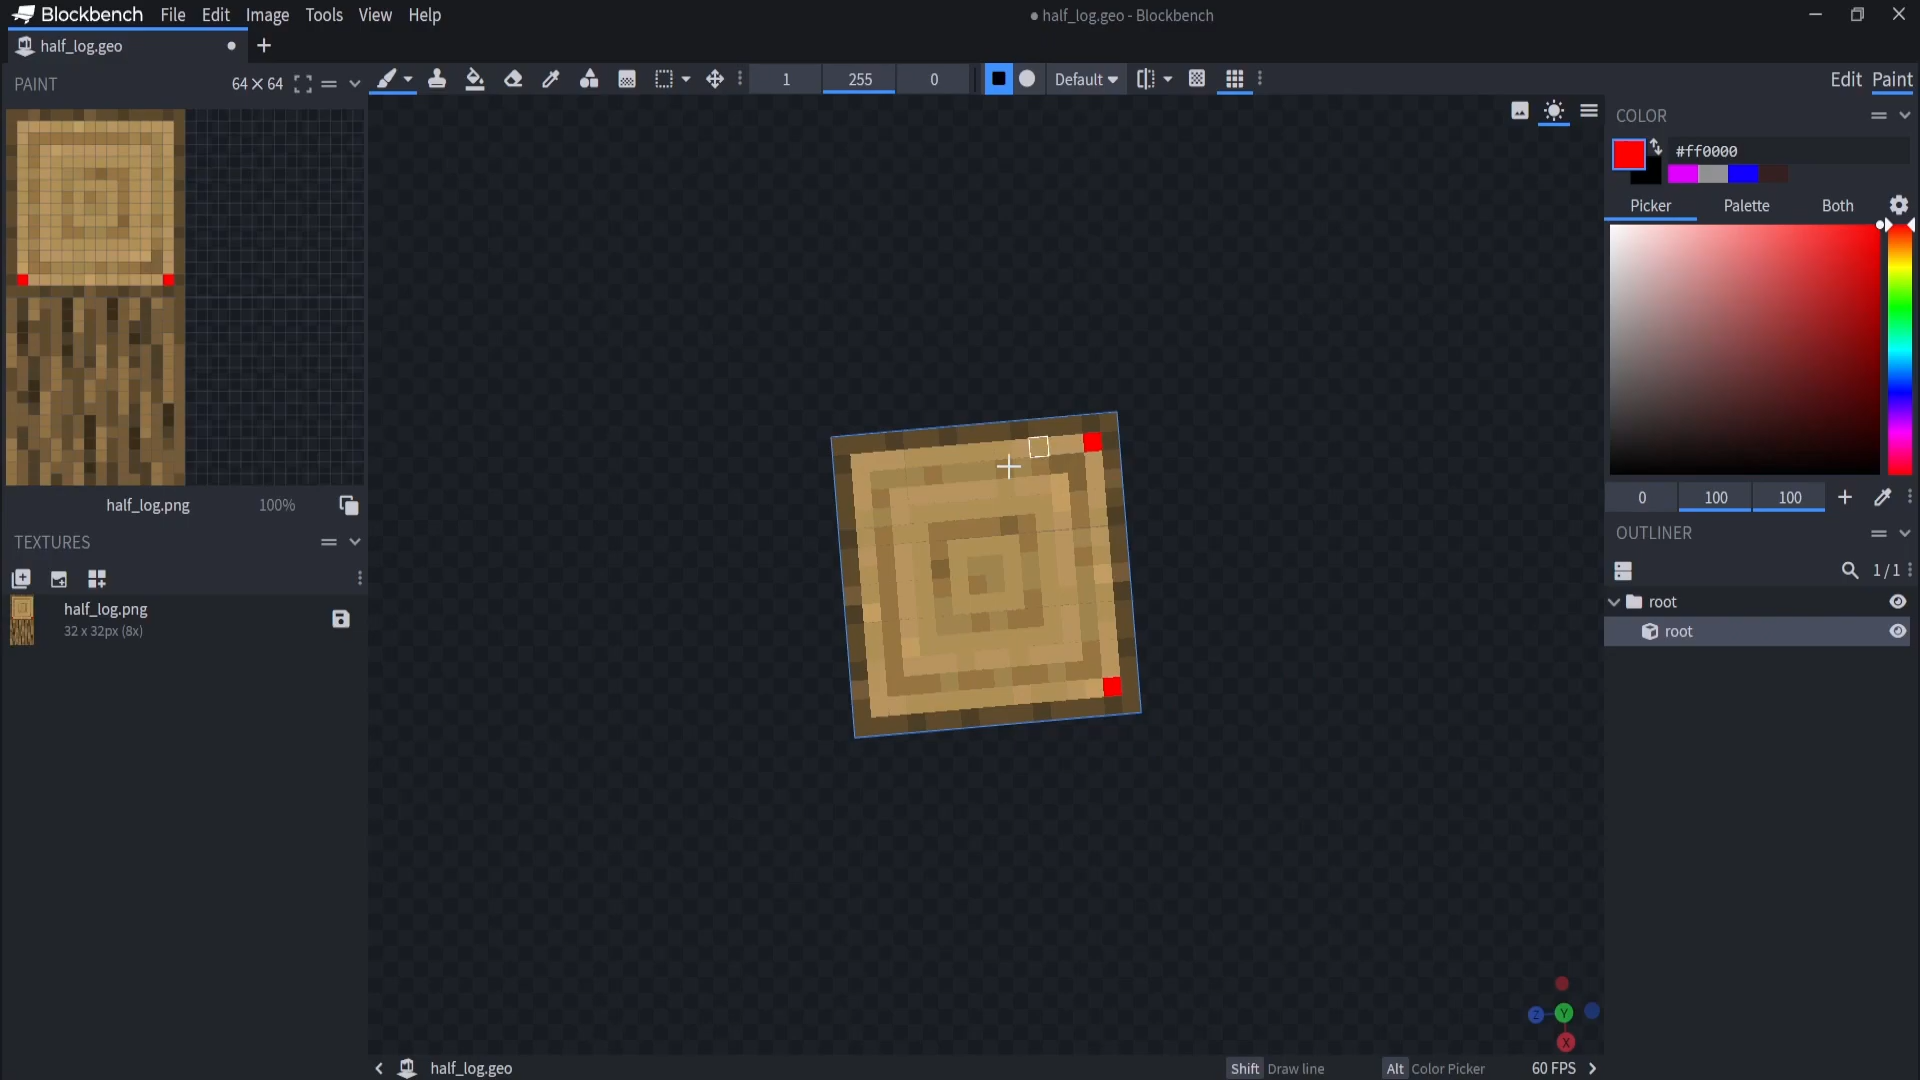 Blockbench File Edit Image Tools View Help
half_log.geo - Blockbench
half_log.geo
PAINT 64×64
1 255 0 Default
Edit Paint
COLOR
#ff0000
Picker Palette Both
0 100 100
half_log.png 100%
TEXTURES
half_log.png
32 x 32px (8x)
OUTLINER
1/1
root
root
Z Y X
half_log.geo
Shift Draw line Alt Color Picker 60 FPS